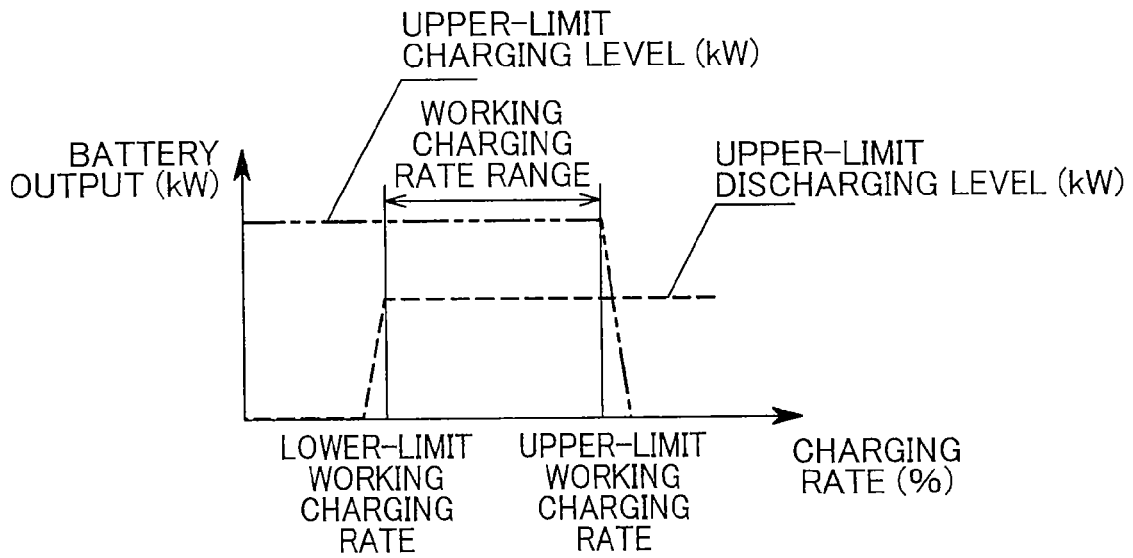 UPPER-LIMIT
CHARGING LEVEL (kW)
WORKING
CHARGING
RATE RANGE
BATTERY
OUTPUT (kW)
UPPER-LIMIT
DISCHARGING LEVEL (kW)
LOWER-LIMIT
WORKING
CHARGING
RATE
UPPER-LIMIT
WORKING
CHARGING
RATE
CHARGING
RATE (%)